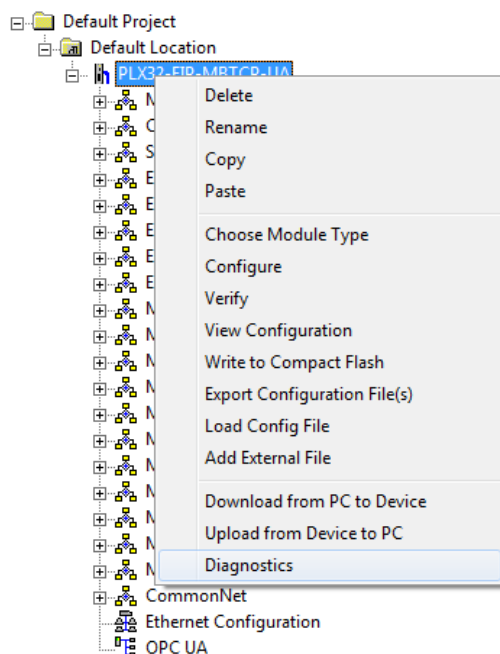 Default Project
Default Location
PLX32-EIP-MBTCP-UA
M
Delete
C
Rename
S
Copy
E
Paste
E
E
Choose Module Type
E
Configure
E
Verify
M
View Configuration
M
Write to Compact Flash
M
Export Configuration File(s)
M
Load Config File
M
Add External File
M
M
Download from PC to Device
M
Upload from Device to PC
M
Diagnostics
M
CommonNet
Ethernet Configuration
OPC UA